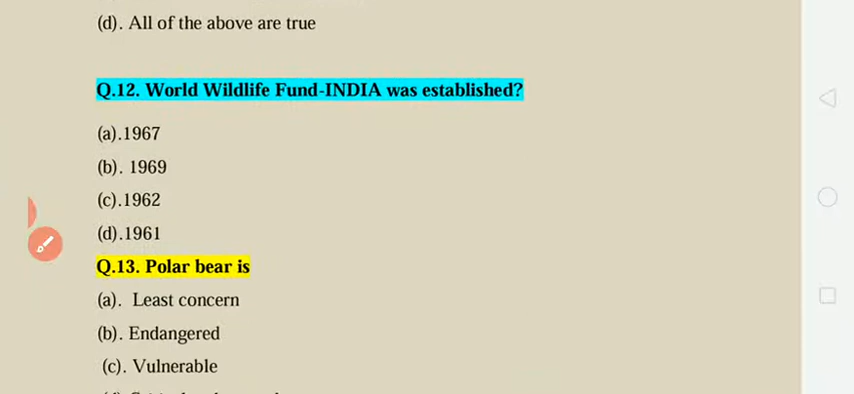 (d). All of the above are true
Q.12. World Wildlife Fund-INDIA was established?
(a).1967
(b). 1969
(c).1962
(d).1961
Q.13. Polar bear is
(a).  Least concern
(b). Endangered
(c). Vulnerable